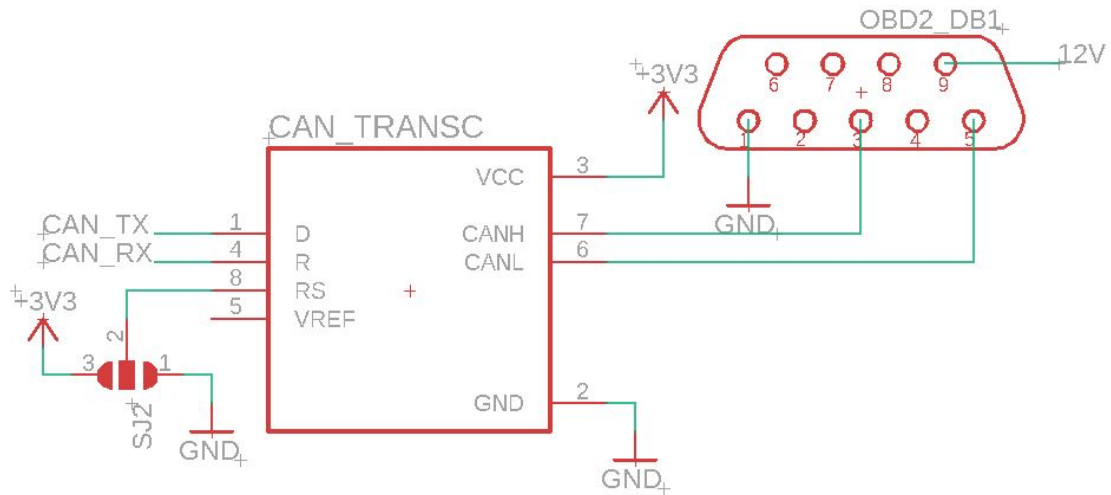 OBD2_DB1
12V
6 7 8 9
1 2 3 4 5
+3V3
GND
CAN_TRANSC
VCC 3
CAN_TX 1 D
CANH 7
CAN_RX 4 R
CANL 6
8 RS
5 VREF
+3V3
2
3 1
SJ2
GND
GND 2
GND